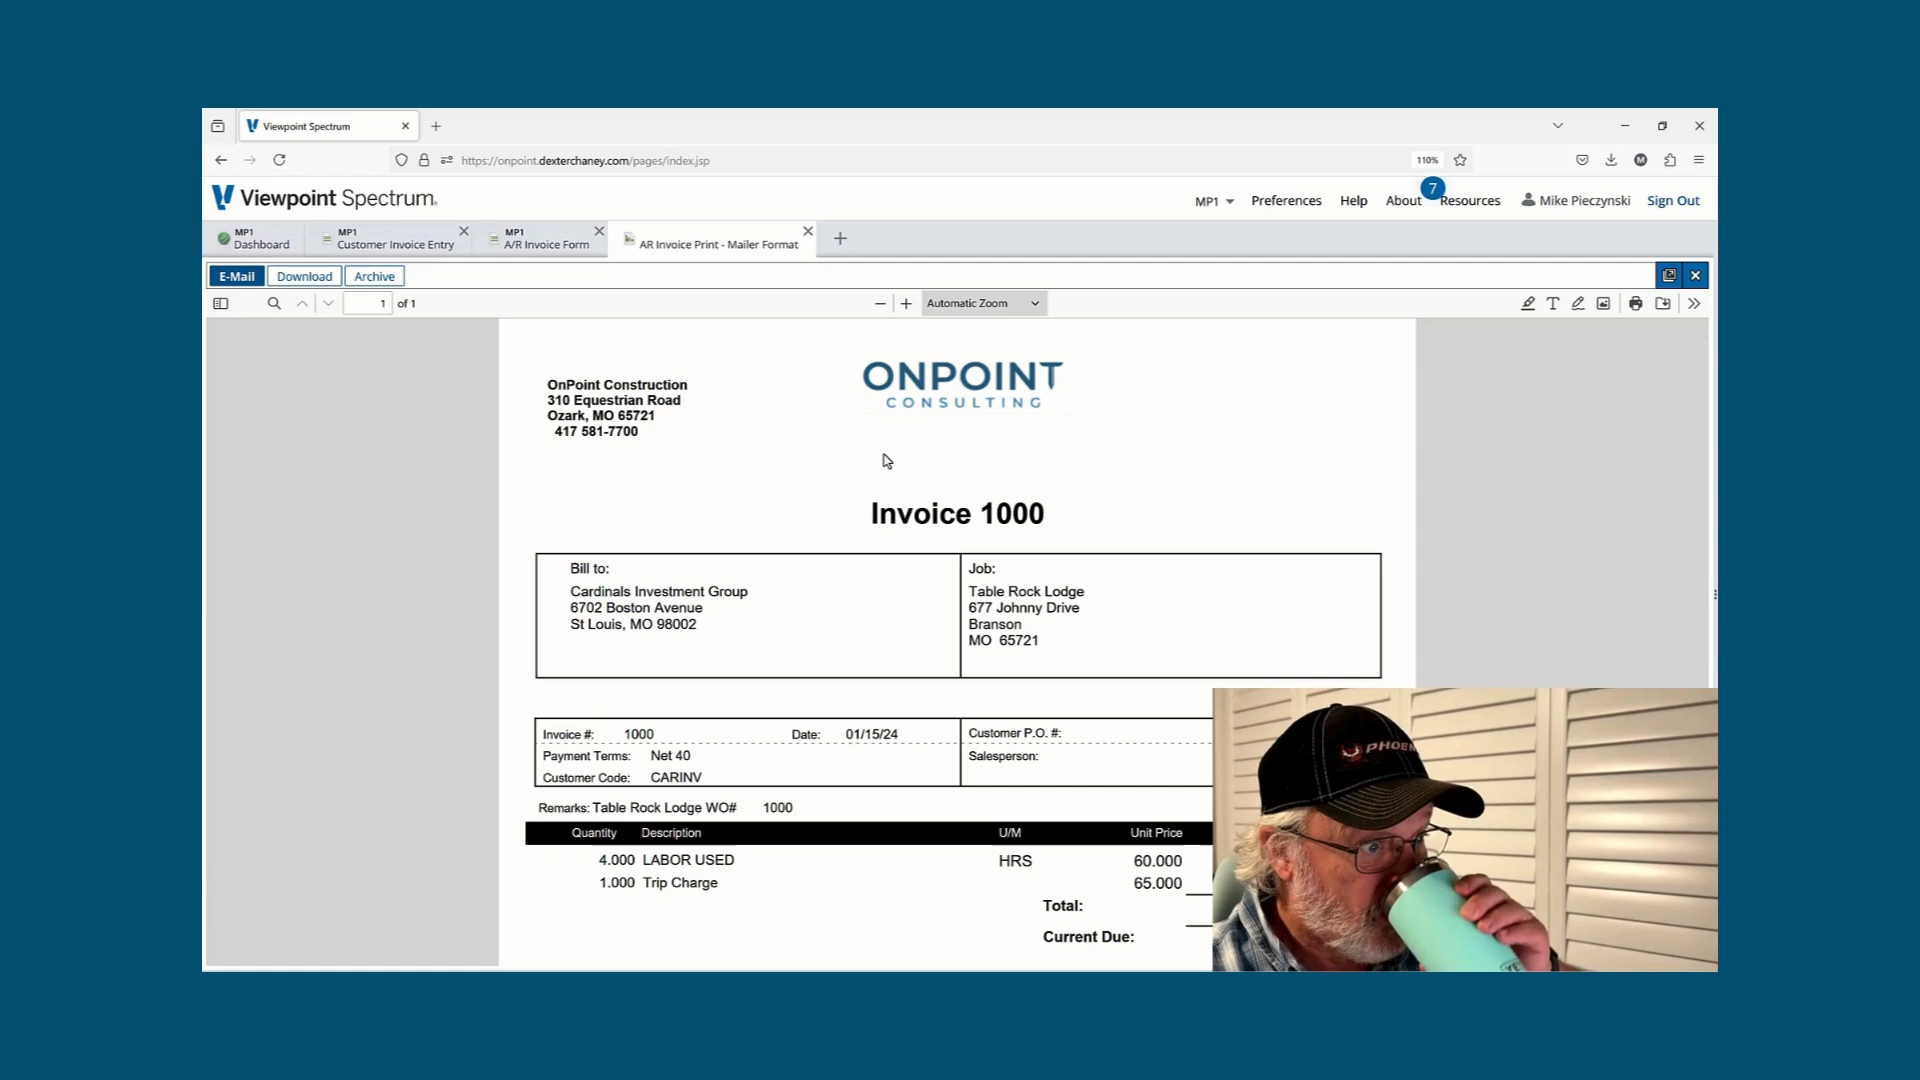 Viewpoint Spectrum
https://onpoint.dexterchaney.com/pages/index.jsp
110%
M
Viewpoint Spectrum.
MP1
Preferences
Help
About
7
Resources
Mike Pieczynski
Sign Out
MP1
Dashboard
MP1
Customer Invoice Entry
MP1
A/R Invoice Form
AR Invoice Print - Mailer Format
E-Mail
Download
Archive
1 of 1
Automatic Zoom
OnPoint Construction
310 Equestrian Road
Ozark, MO 65721
417 581-7700
ONPOINT
CONSULTING
Invoice 1000
Bill to:
Cardinals Investment Group
6702 Boston Avenue
St Louis, MO 98002
Job:
Table Rock Lodge
677 Johnny Drive
Branson
MO 65721
Invoice #: 1000 Date: 01/15/24
Payment Terms: Net 40
Customer Code: CARINV
Customer P.O. #:
Salesperson:
Remarks: Table Rock Lodge WO# 1000
Quantity Description U/M Unit Price
4.000 LABOR USED HRS 60.000
1.000 Trip Charge 65.000
Total:
Current Due:
PHOEN